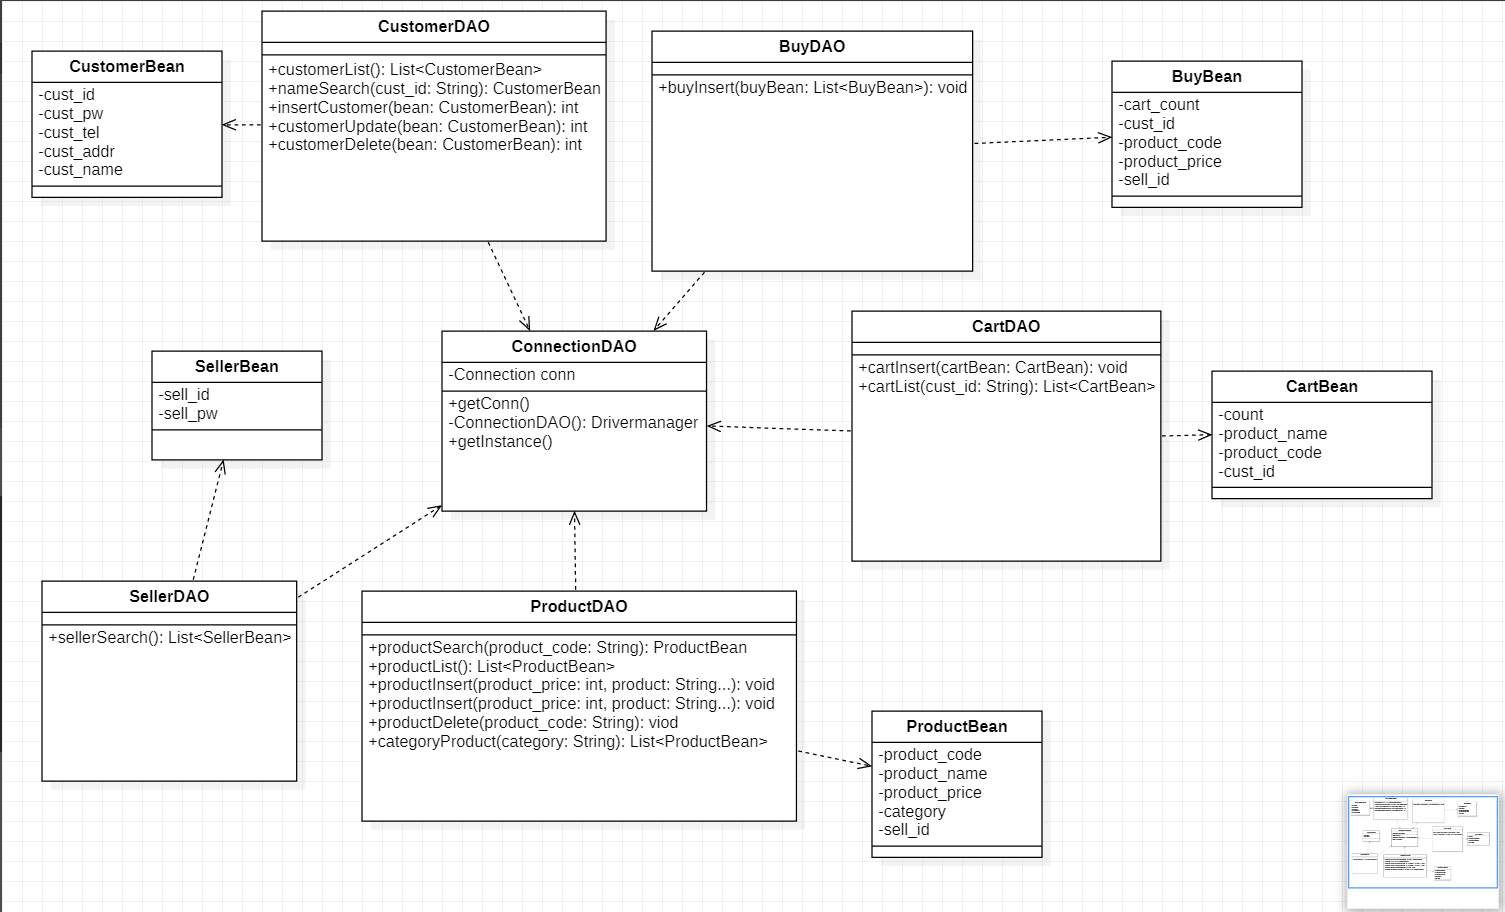 CustomerDAO
+customerList(): List<CustomerBean>
+nameSearch(cust_id: String): CustomerBean
+insertCustomer(bean: CustomerBean): int
+customerUpdate(bean: CustomerBean): int
+customerDelete(bean: CustomerBean): int
CustomerBean
-cust_id
-cust_pw
-cust_tel
-cust_addr
-cust_name
BuyDAO
+buyInsert(buyBean: List<BuyBean>): void
BuyBean
-cart_count
-cust_id
-product_code
-product_price
-sell_id
SellerBean
-sell_id
-sell_pw
ConnectionDAO
-Connection conn
+getConn()
-ConnectionDAO(): Drivermanager
+getInstance()
CartDAO
+cartInsert(cartBean: CartBean): void
+cartList(cust_id: String): List<CartBean>
CartBean
-count
-product_name
-product_code
-cust_id
SellerDAO
+sellerSearch(): List<SellerBean>
ProductDAO
+productSearch(product_code: String): ProductBean
+productList(): List<ProductBean>
+productInsert(product_price: int, product: String...): void
+productInsert(product_price: int, product: String...): void
+productDelete(product_code: String): viod
+categoryProduct(category: String): List<ProductBean>
ProductBean
-product_code
-product_name
-product_price
-category
-sell_id